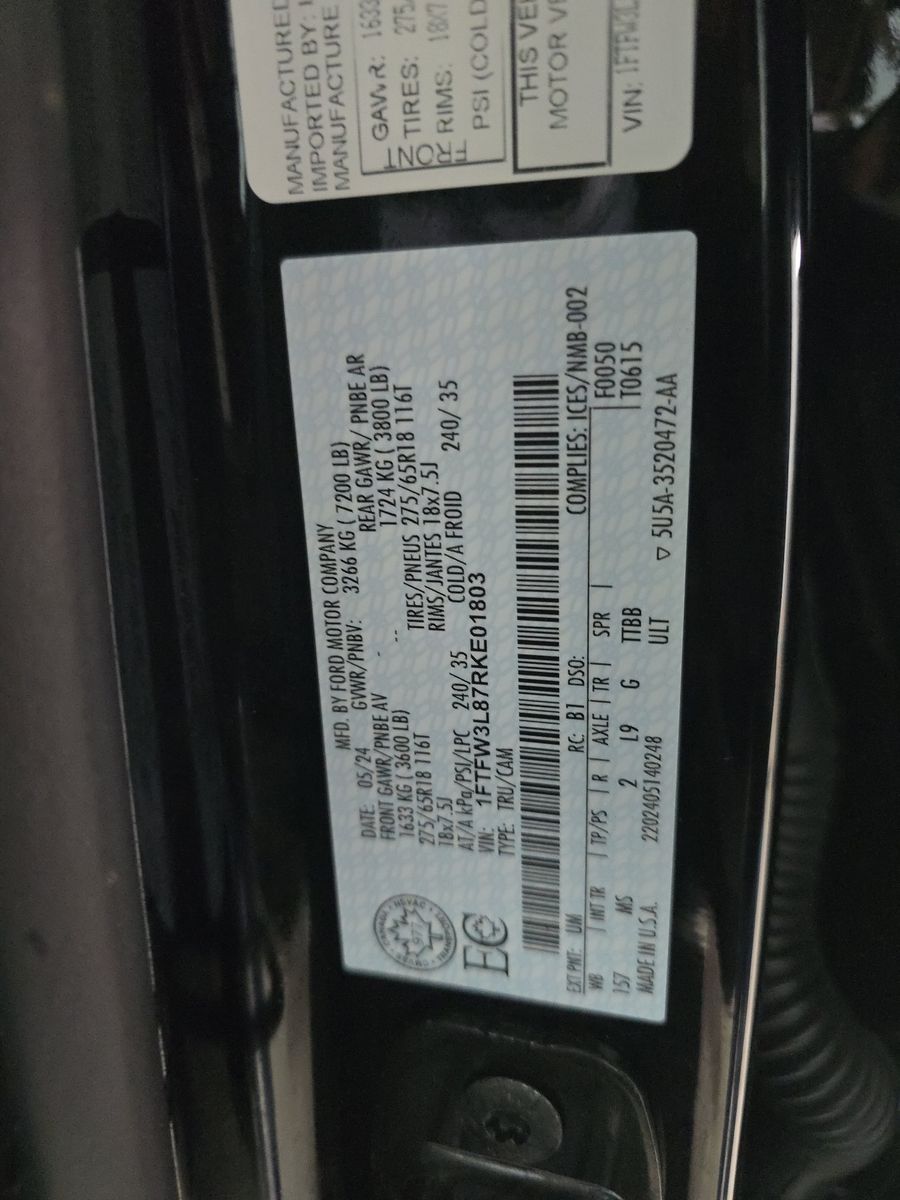 MFD. BY FORD MOTOR COMPANY
DATE: 05/24 GVWR/PNBV: 3266 KG ( 7200 LB)
FRONT GAWR/PNBE AV - REAR GAWR/ PNBE AR
1633 KG ( 3600 LB) -- 1724 KG ( 3800 LB)
275/65R18 116T TIRES/PNEUS 275/65R18 116T
18x7.5J RIMS/JANTES 18x7.5J
AT/A kPa/PSI/LPC 240/ 35 COLD/A FROID 240/ 35
VIN: 1FTFW3L87RKE01803
TYPE: TRU/CAM
EC
EXT PNT: UM RC: B1 DSO: COMPLIES: ICES/NMB-002
WB | INT TR | TP/PS | R | AXLE | TR | SPR | F0050
157 MS 2 L9 G TTBB T0615
MADE IN U.S.A. 2202405140248 ULT ▽ 5U5A-3520472-AA
MANUFACTURED
IMPORTED BY:
MANUFACTURE
GAWR: 1633
TIRES: 275
RIMS: 18X7
PSI (COLD
THIS VE
MOTOR VE
VIN: 1FTFW3L